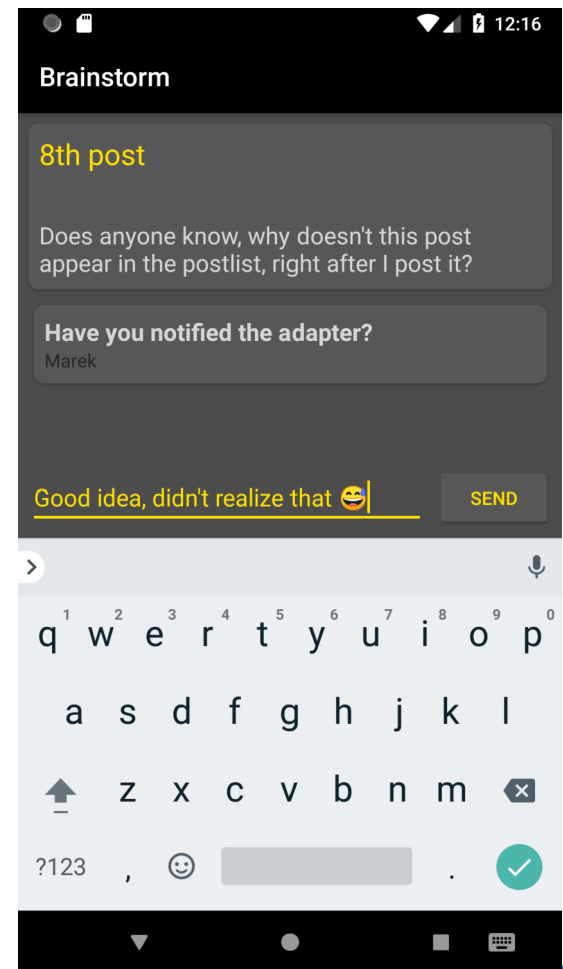 12:16
Brainstorm
8th post
Does anyone know, why doesn't this post
appear in the postlist, right after I post it?
Have you notified the adapter?
Marek
Good idea, didn't realize that 😅
SEND
1 2 3 4 5 6 7 8 9 0
q w e r t y u i o p
a s d f g h j k l
z x c v b n m
?123 , .